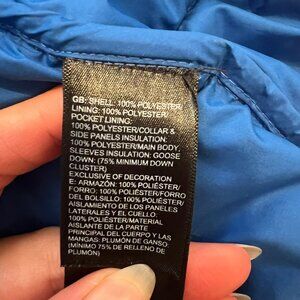 GB: SHELL: 100% POLYESTER/
LINING: 100% POLYESTER/
POCKET LINING:
100% POLYESTER/COLLAR &
SIDE PANELS INSULATION:
100% POLYESTER/MAIN BODY,
SLEEVES INSULATION: GOOSE
DOWN: (75% MINIMUM DOWN
CLUSTER)
EXCLUSIVE OF DECORATION
E: ARMAZÓN: 100% POLIÉSTER/
FORRO: 100% POLIÉSTER/FORRO
DEL BOLSILLO: 100% POLIÉSTER/
AISLAMIENTO DE LOS PANELES
LATERALES Y EL CUELLO:
100% POLIÉSTER/MATERIAL
AISLANTE DE LA PARTE
PRINCIPAL DEL CUERPO Y LAS
MANGAS: PLUMÓN DE GANSO
(MÍNIMO 75% DE RELLENO DE
PLUMÓN)